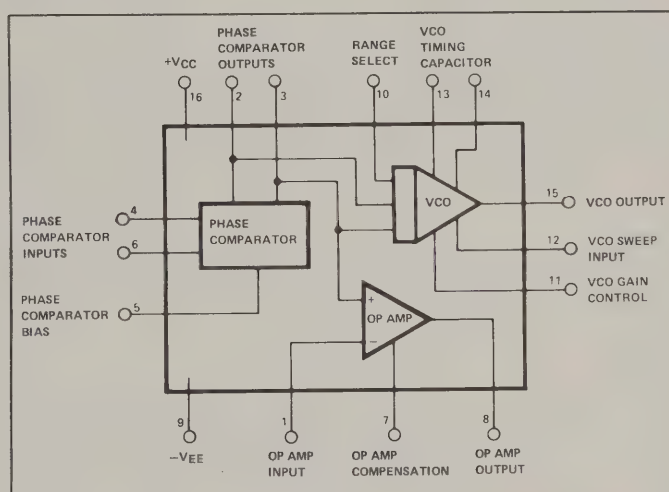 PHASE
COMPARATOR
OUTPUTS
+VCC
16
2
3
RANGE
SELECT
10
VCO
TIMING
CAPACITOR
13
14
4
PHASE
COMPARATOR
INPUTS
6
PHASE
COMPARATOR
BIAS
5
PHASE
COMPARATOR
VCO
15
VCO OUTPUT
12
VCO SWEEP
INPUT
11
VCO GAIN
CONTROL
+
OP AMP
−
9
−VEE
1
OP AMP
INPUT
7
OP AMP
COMPENSATION
8
OP AMP
OUTPUT